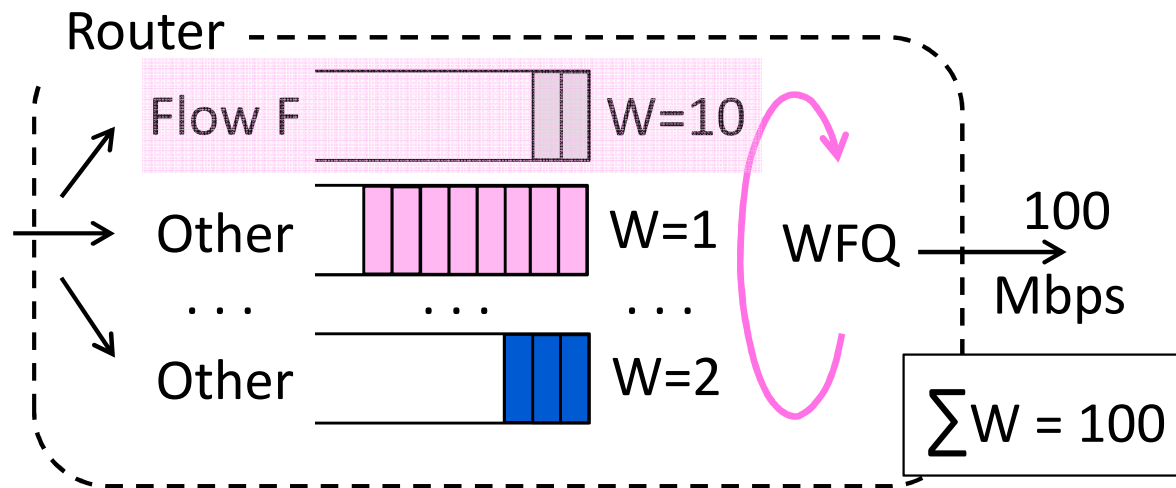 Router
Flow F W=10
Other W=1
100
WFQ
Mbps
. . . . . . . . .
Other W=2
∑W = 100